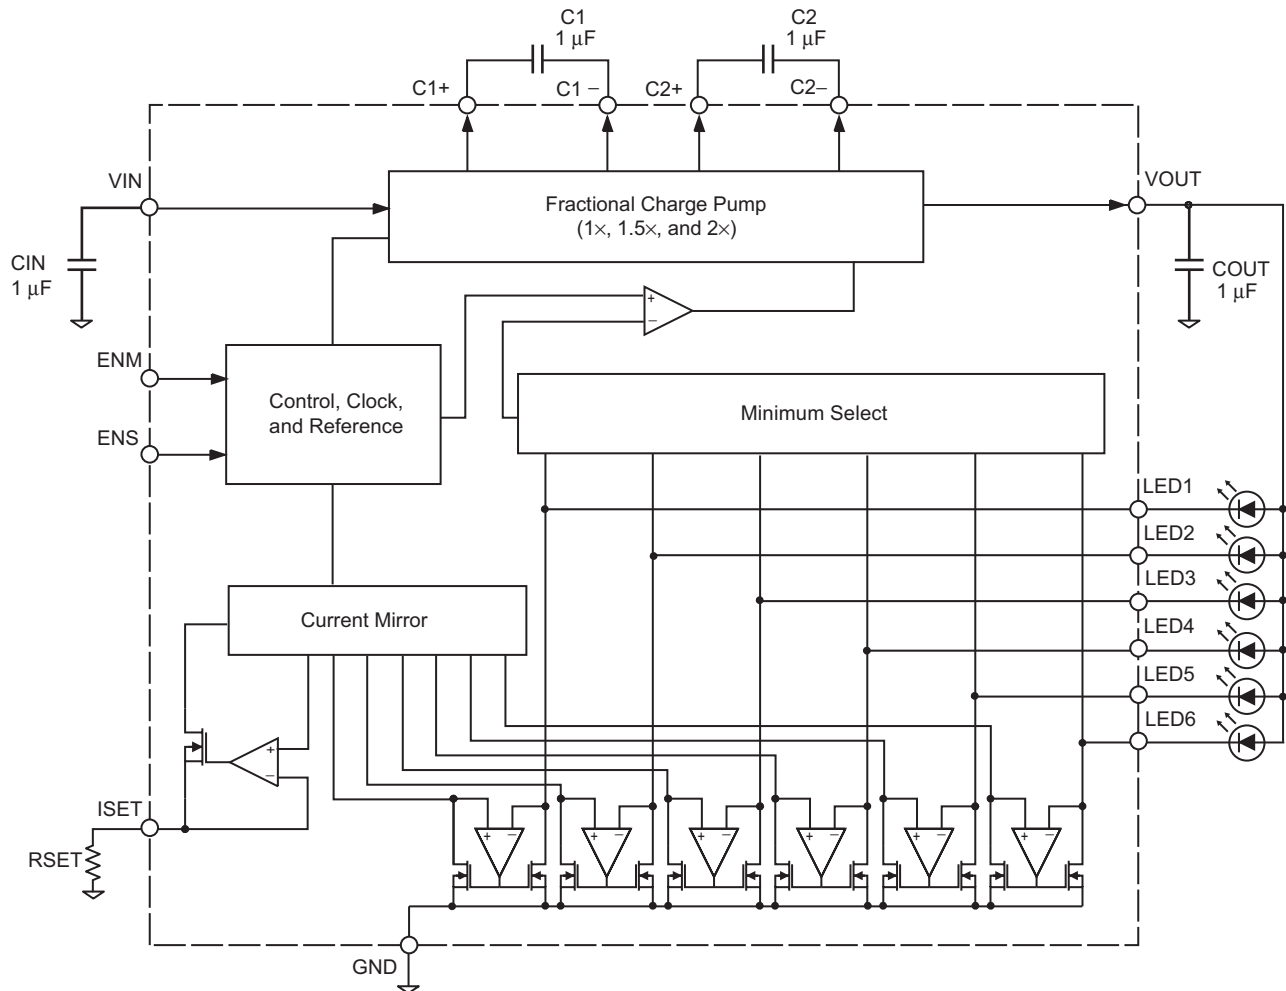 C1
1 μF
C2
1 μF
C1+
C1 −
C2+
C2−
VIN
VOUT
Fractional Charge Pump
(1×, 1.5×, and 2×)
CIN
1 μF
COUT
1 μF
+
−
ENM
Control, Clock,
and Reference
Minimum Select
ENS
LED1
LED2
LED3
LED4
LED5
LED6
Current Mirror
+
−
ISET
RSET
+ −
+ −
+ −
+ −
+ −
+ −
GND